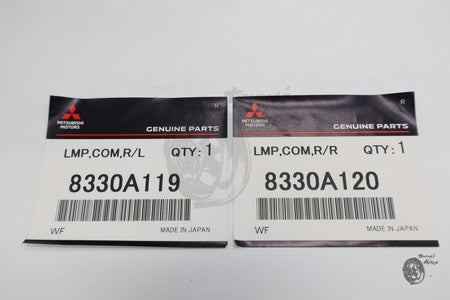 R
MITSUBISHI
MOTORS
GENUINE PARTS
LMP,COM,R/L QTY:1
8330A119
WF
MADE IN JAPAN
R
MITSUBISHI
MOTORS
GENUINE PARTS
LMP,COM,R/R QTY:1
8330A120
WF
MADE IN JAPAN